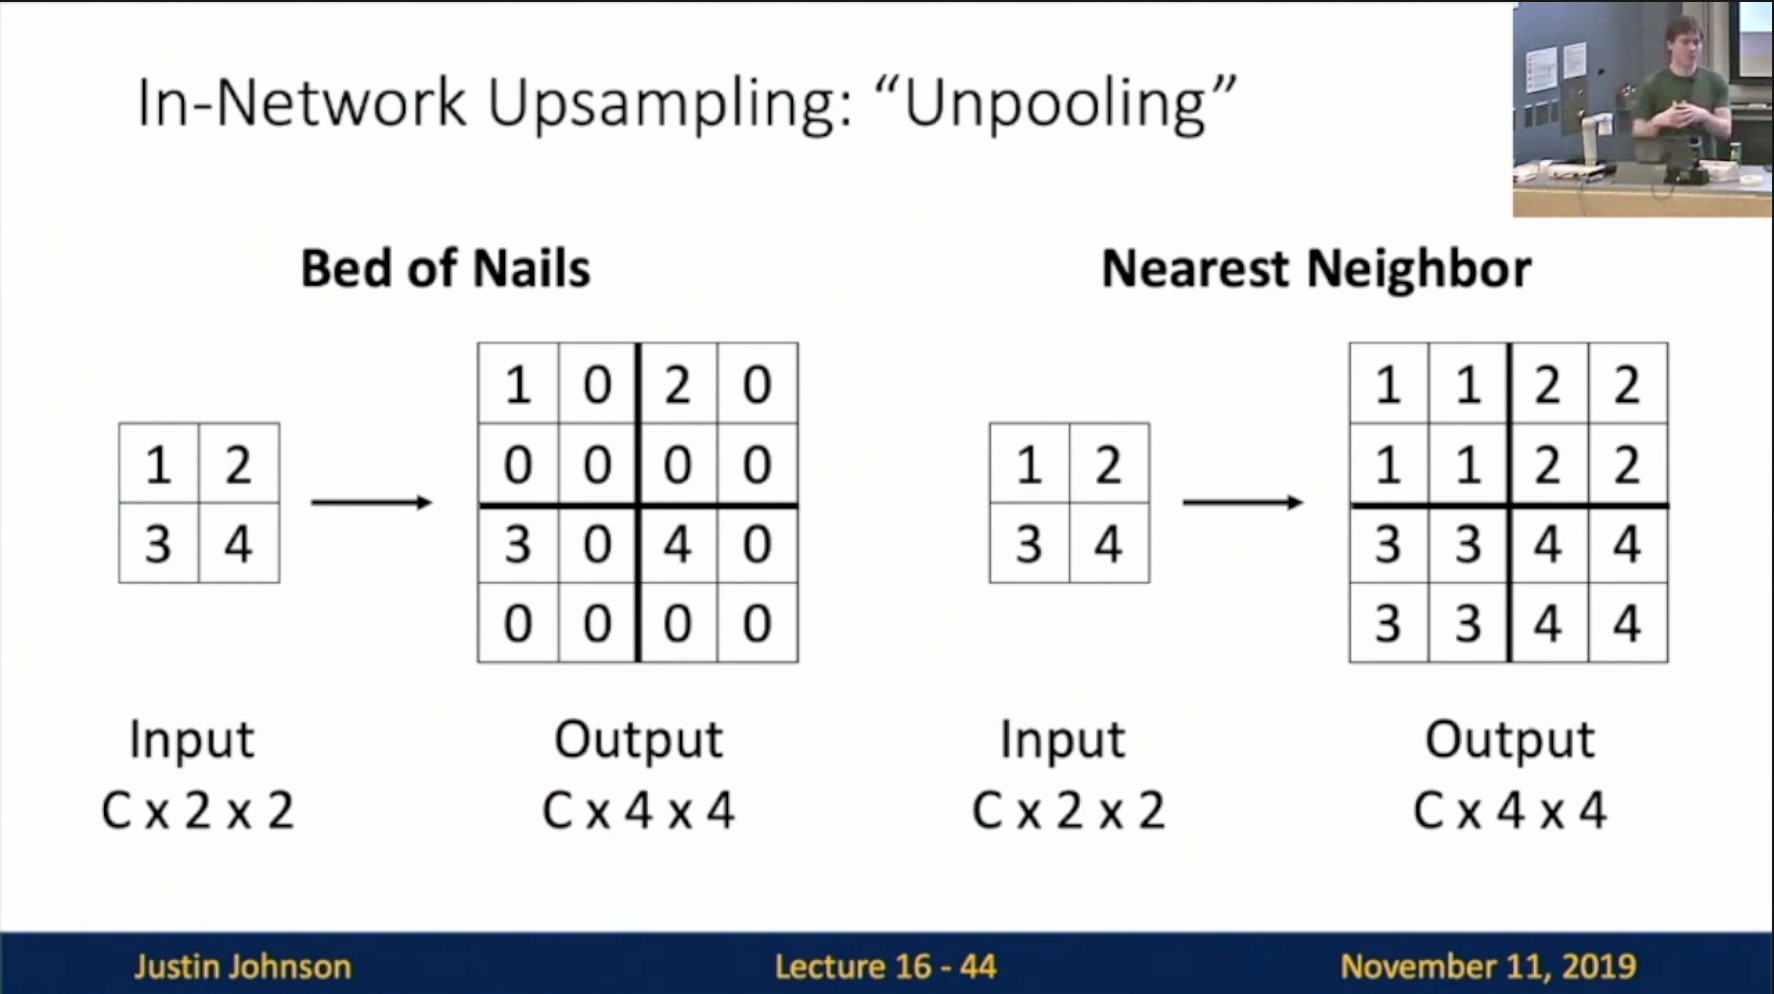 In-Network Upsampling: “Unpooling”
Bed of Nails
1 2
3 4
1 0 2 0
0 0 0 0
3 0 4 0
0 0 0 0
Input
C x 2 x 2
Output
C x 4 x 4
Nearest Neighbor
1 2
3 4
1 1 2 2
1 1 2 2
3 3 4 4
3 3 4 4
Input
C x 2 x 2
Output
C x 4 x 4
Justin Johnson
Lecture 16 - 44
November 11, 2019